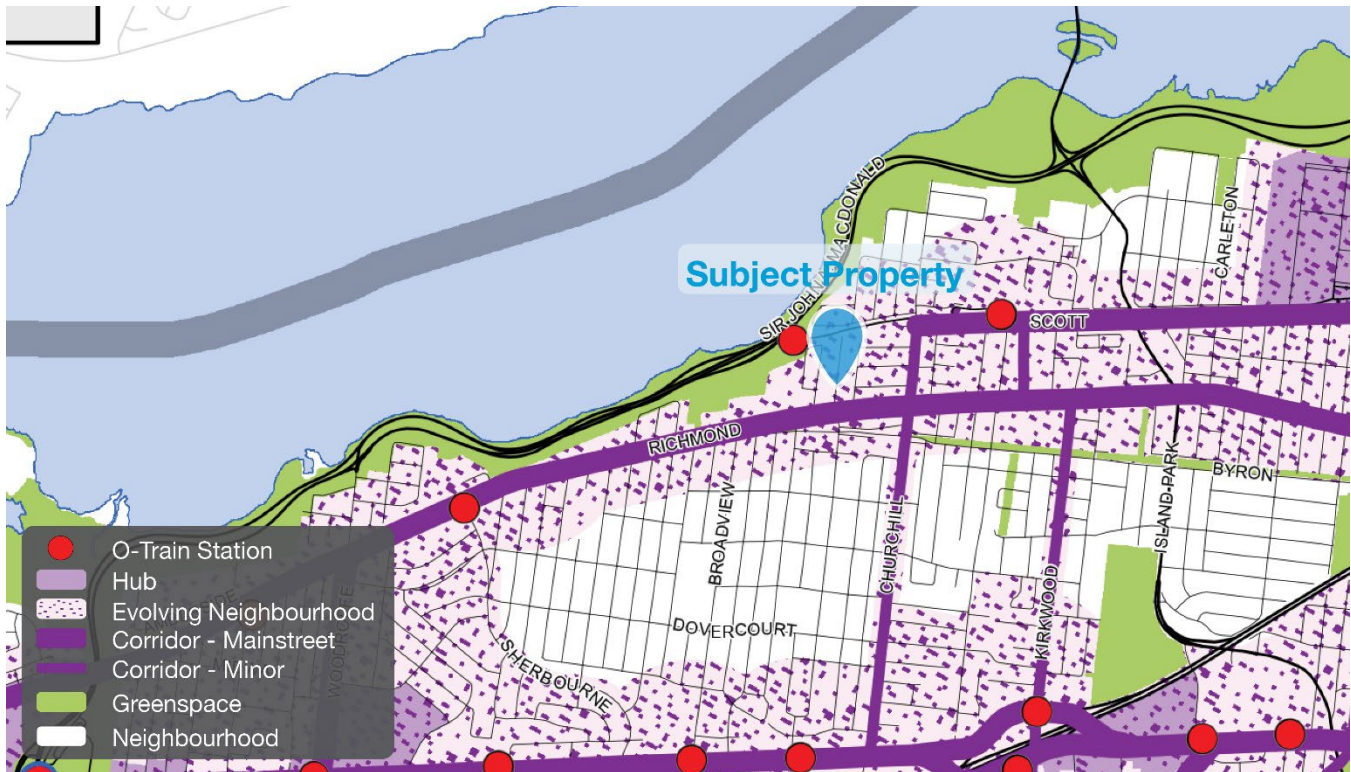 SIR JOHN A. MACDONALD
CARLETON
Subject Property
SCOTT
RICHMOND
BYRON
ISLAND PARK
BROADVIEW
CHURCHILL
KIRKWOOD
DOVERCOURT
SHERBOURNE
WOODROFFE
O-Train Station
Hub
Evolving Neighbourhood
Corridor - Mainstreet
Corridor - Minor
Greenspace
Neighbourhood